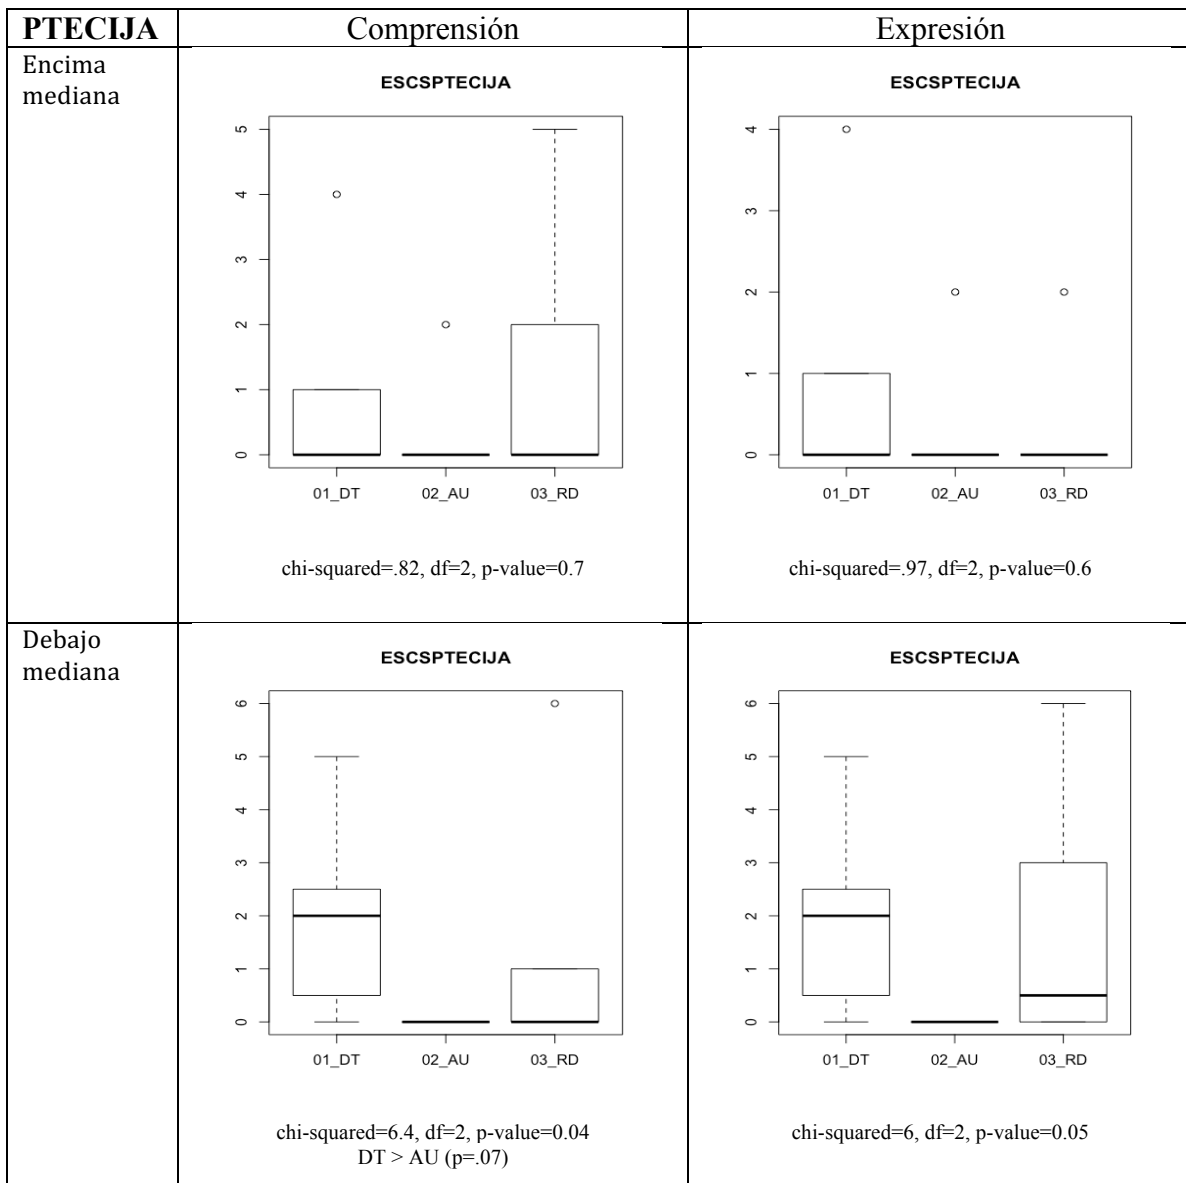 PTECIJA
Comprensión
Expresión
Encima
mediana
ESCSPTECIJA
5
4
3
2
1
0
01_DT
02_AU
03_RD
chi-squared=.82, df=2, p-value=0.7
ESCSPTECIJA
4
3
2
1
0
01_DT
02_AU
03_RD
chi-squared=.97, df=2, p-value=0.6
Debajo
mediana
ESCSPTECIJA
6
5
4
3
2
1
0
01_DT
02_AU
03_RD
chi-squared=6.4, df=2, p-value=0.04
DT > AU (p=.07)
ESCSPTECIJA
6
5
4
3
2
1
0
01_DT
02_AU
03_RD
chi-squared=6, df=2, p-value=0.05